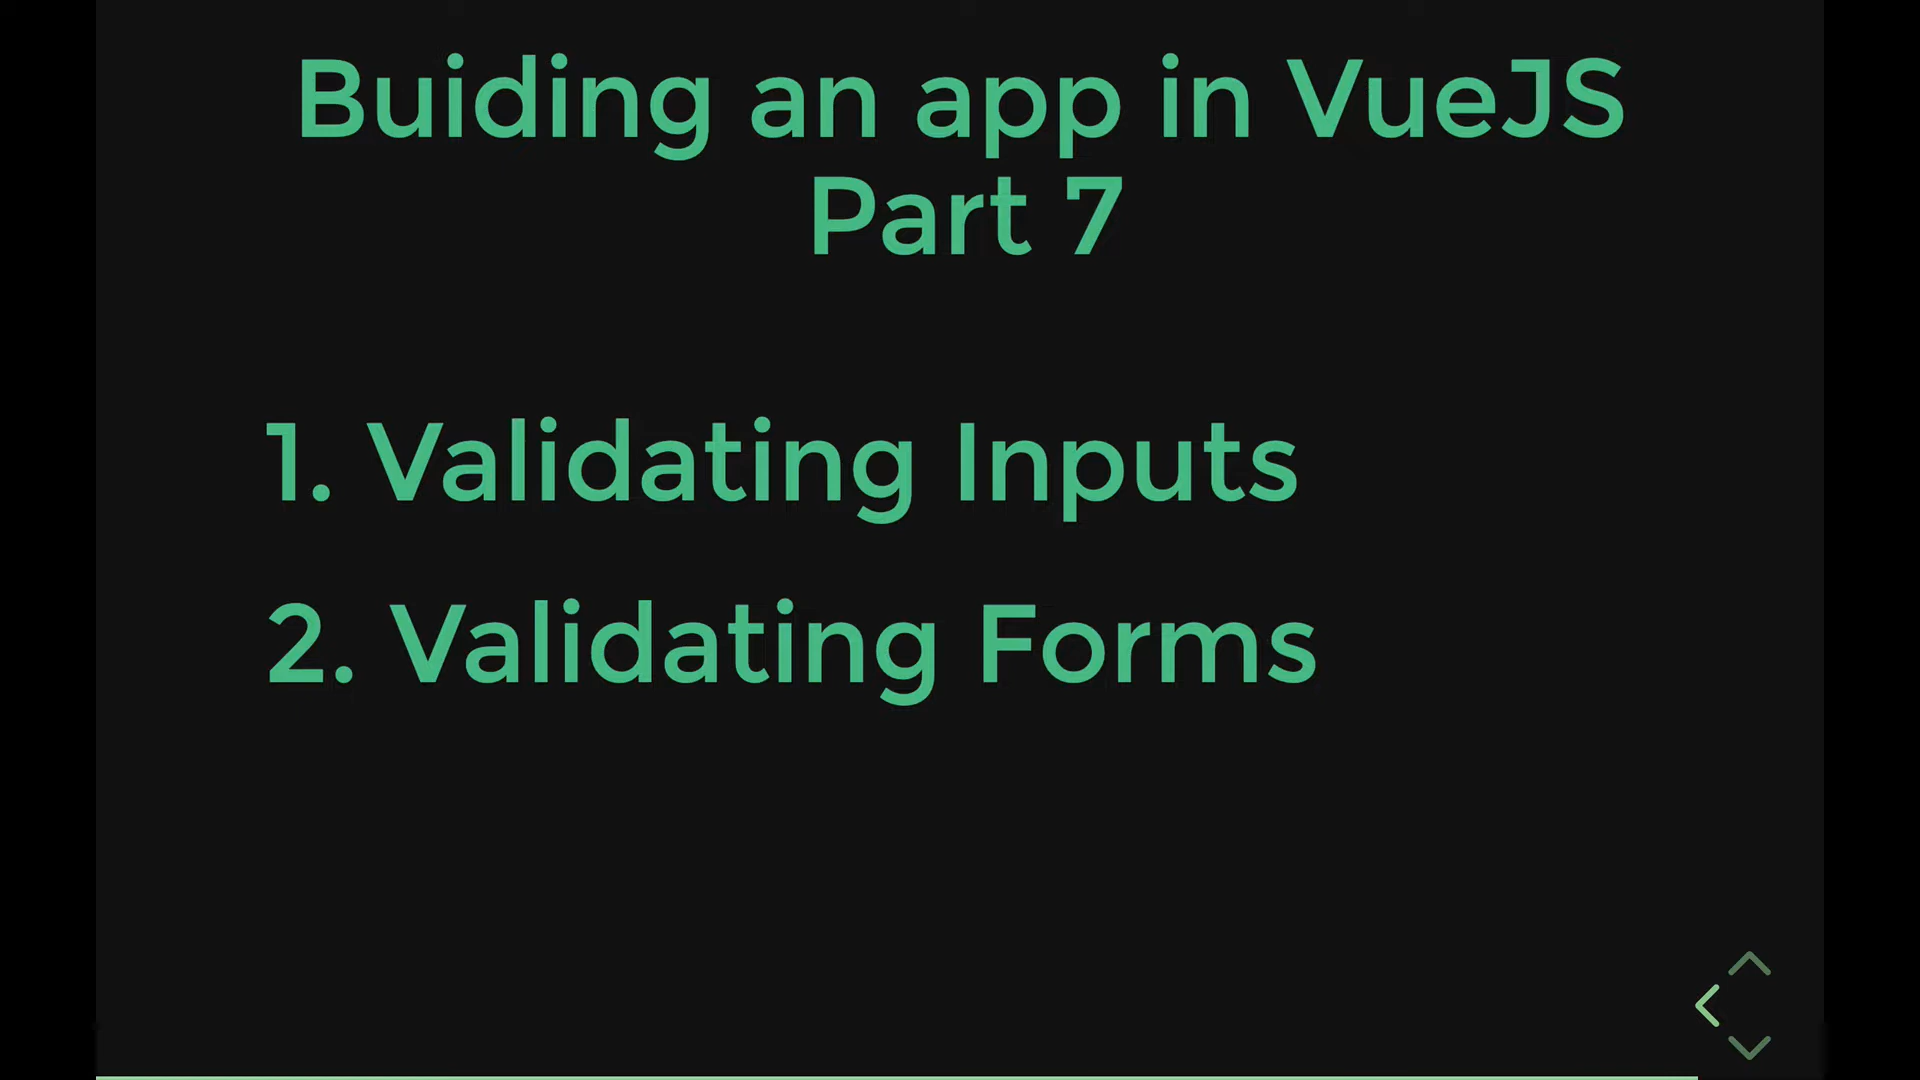 Buiding an app in VueJS
Part 7
1. Validating Inputs
2. Validating Forms